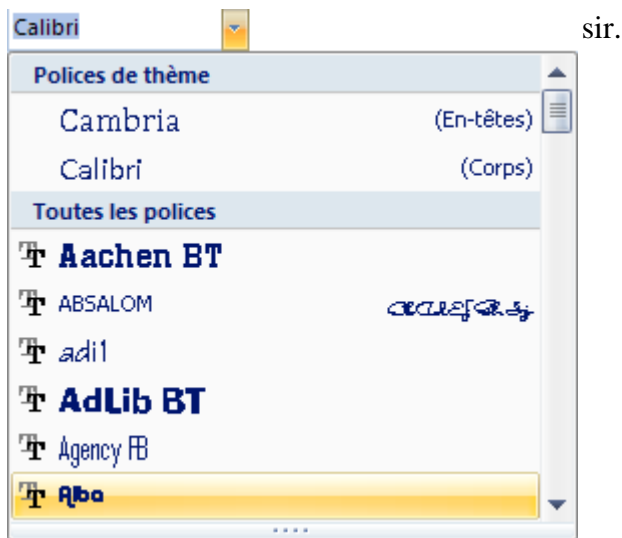 Calibri sir.
Polices de thème
Cambria (En-têtes)
Calibri (Corps)
Toutes les polices
Aachen BT
ABSALOM
adi1
AdLib BT
Agency FB
Alba